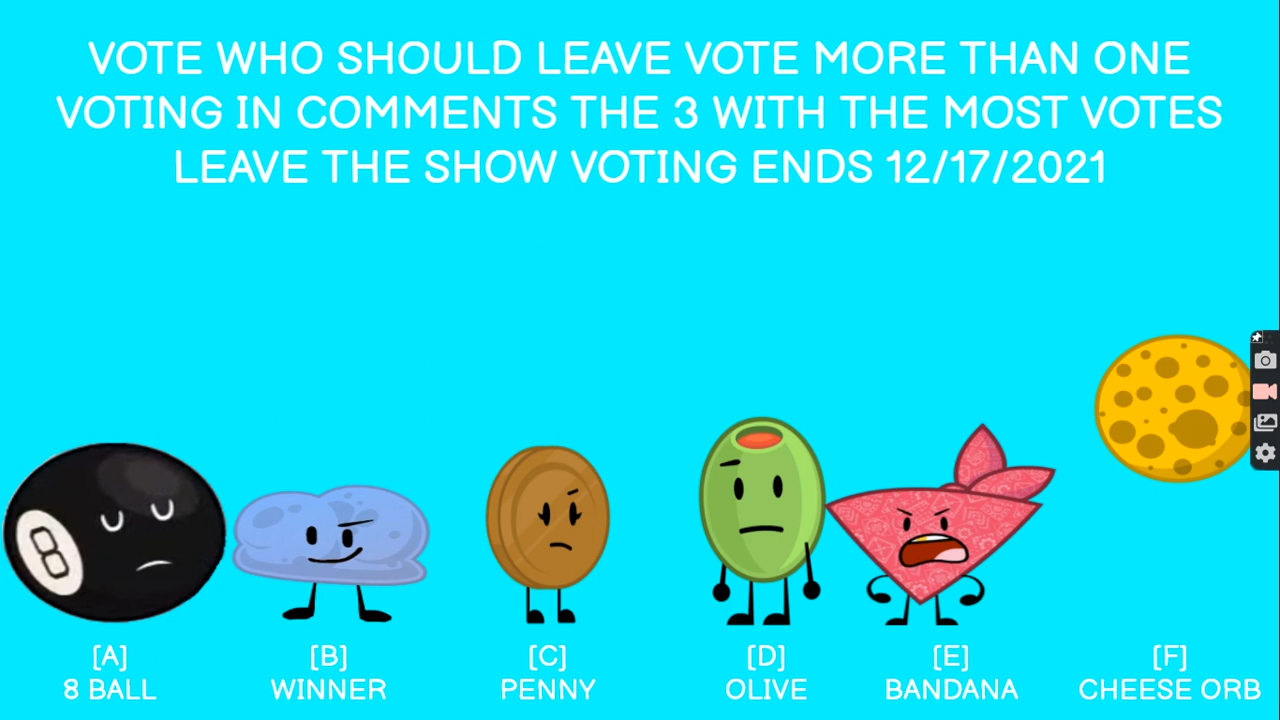 VOTE WHO SHOULD LEAVE VOTE MORE THAN ONE
VOTING IN COMMENTS THE 3 WITH THE MOST VOTES
LEAVE THE SHOW VOTING ENDS 12/17/2021
8
[A] [B] [C] [D] [E] [F]
8 BALL WINNER PENNY OLIVE BANDANA CHEESE ORB